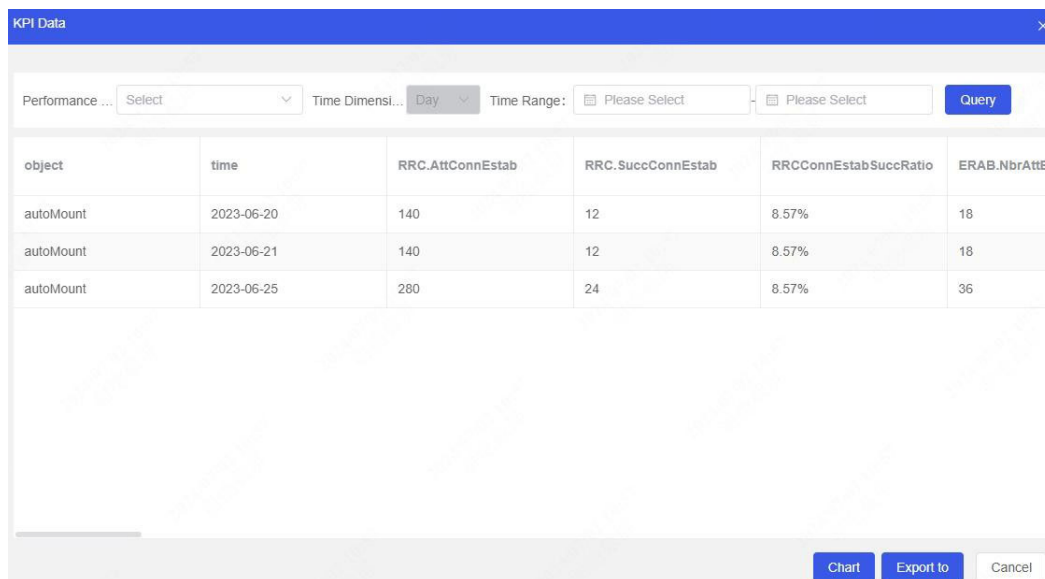 KPI Data
Performance ... Select Time Dimensi... Day Time Range: Please Select - Please Select Query
object time RRC.AttConnEstab RRC.SuccConnEstab RRCConnEstabSuccRatio ERAB.NbrAttE
autoMount 2023-06-20 140 12 8.57% 18
autoMount 2023-06-21 140 12 8.57% 18
autoMount 2023-06-25 280 24 8.57% 36
Chart Export to Cancel